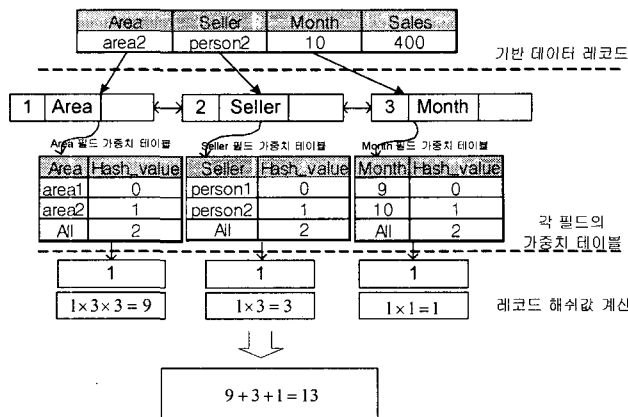 Area Seller Month Sales
area2 person2 10 400
기반 데이터 레코드
1 Area 2 Seller 3 Month
Area 필드 가중치 테이블 Seller 필드 가중치 테이블 Month 필드 가중치 테이블
Area Hash_value Seller Hash_value Month Hash_value
area1 0 person1 0 9 0
area2 1 person2 1 10 1
All 2 All 2 All 2
각 필드의
가중치 테이블
1 1 1
1×3×3=9 1×3=3 1×1=1
레코드 해쉬값 계산
9+3+1=13